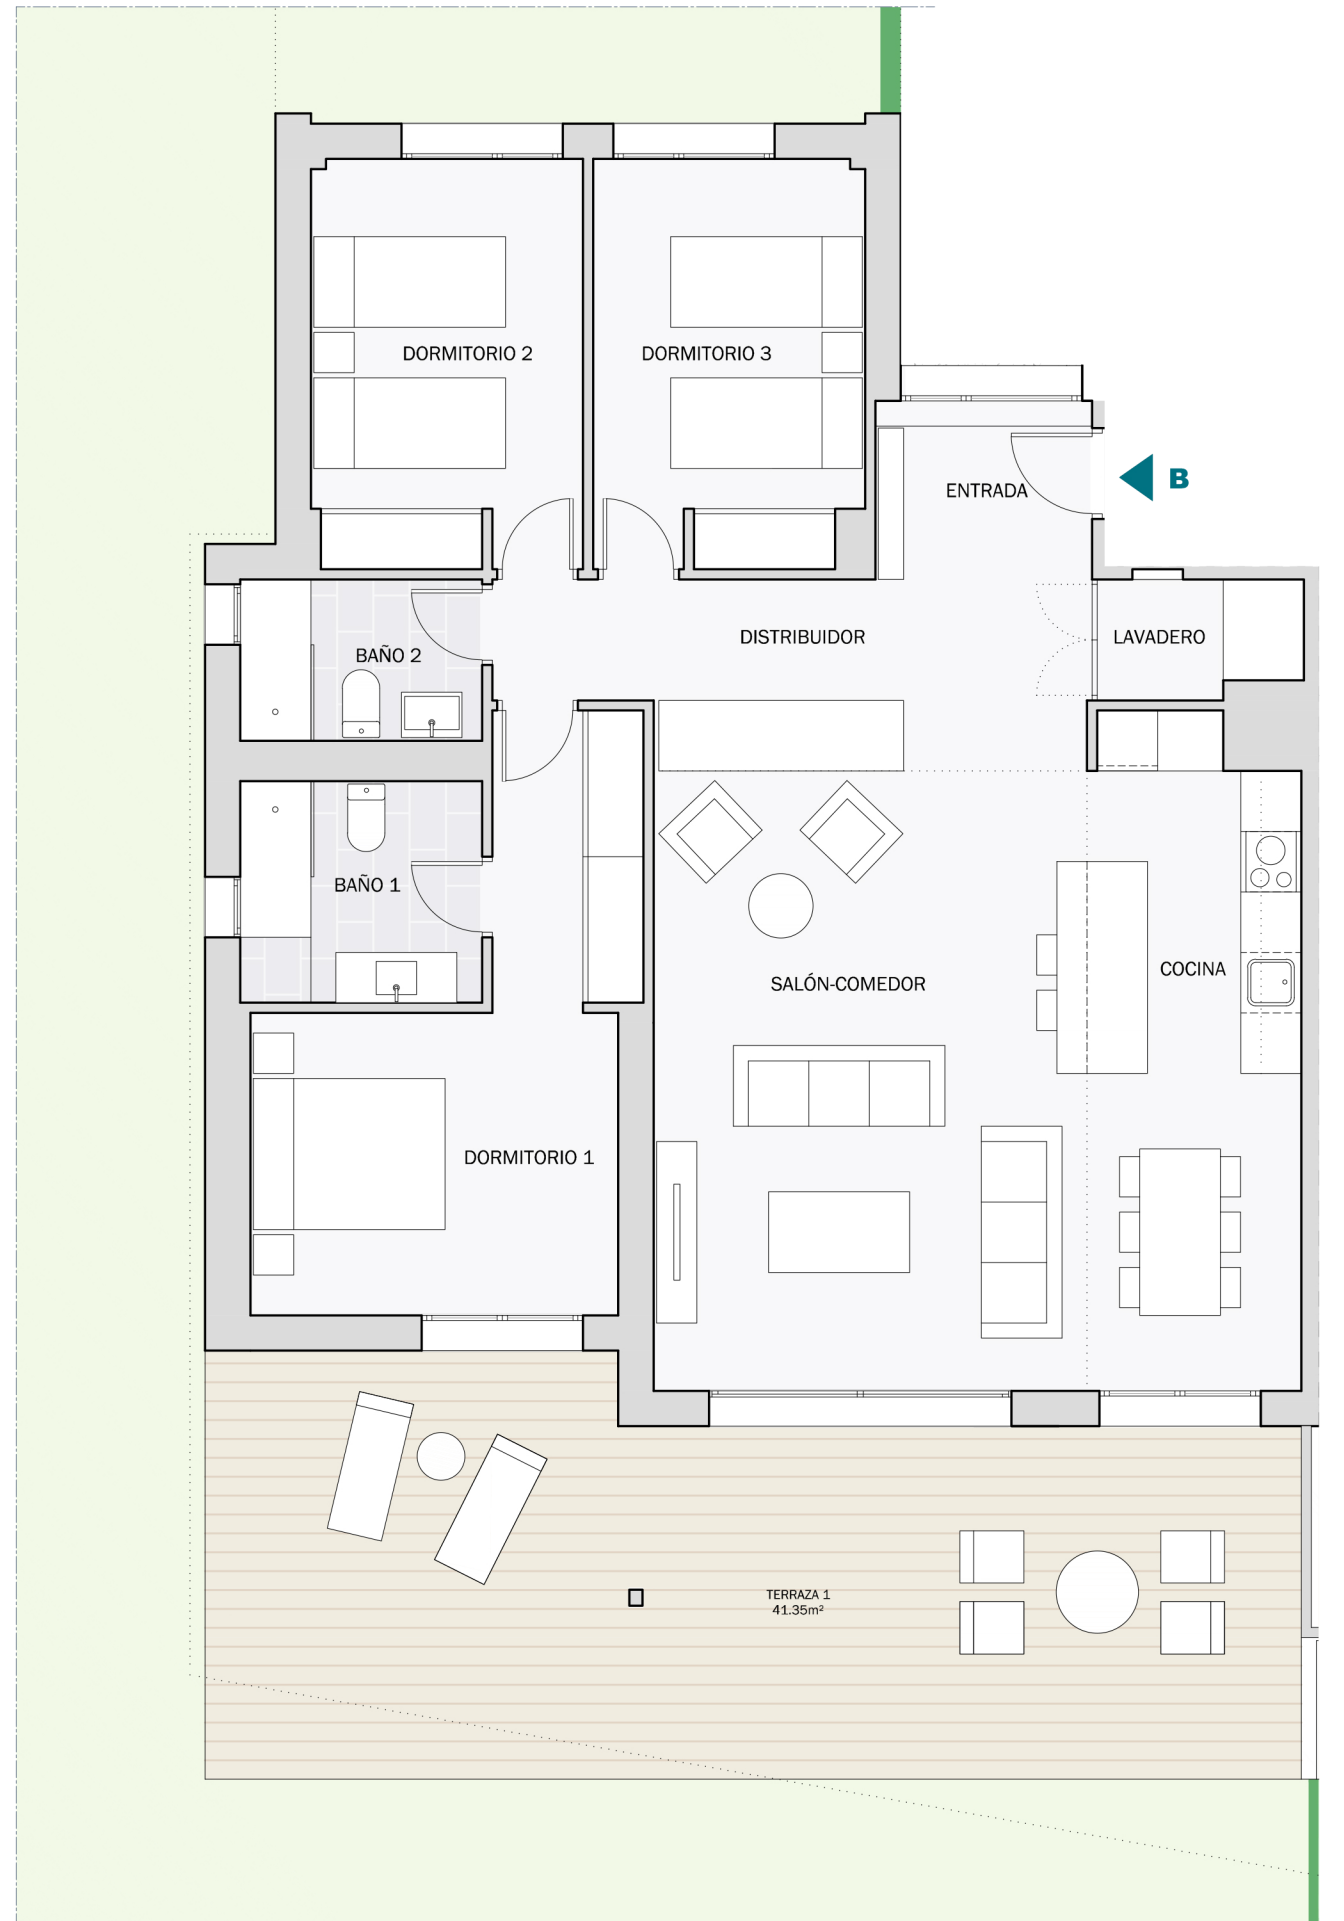 DORMITORIO 2
DORMITORIO 3
ENTRADA
B
DISTRIBUIDOR
LAVADERO
BAÑO 2
BAÑO 1
COCINA
SALÓN-COMEDOR
DORMITORIO 1
TERRAZA 1
41.35m²